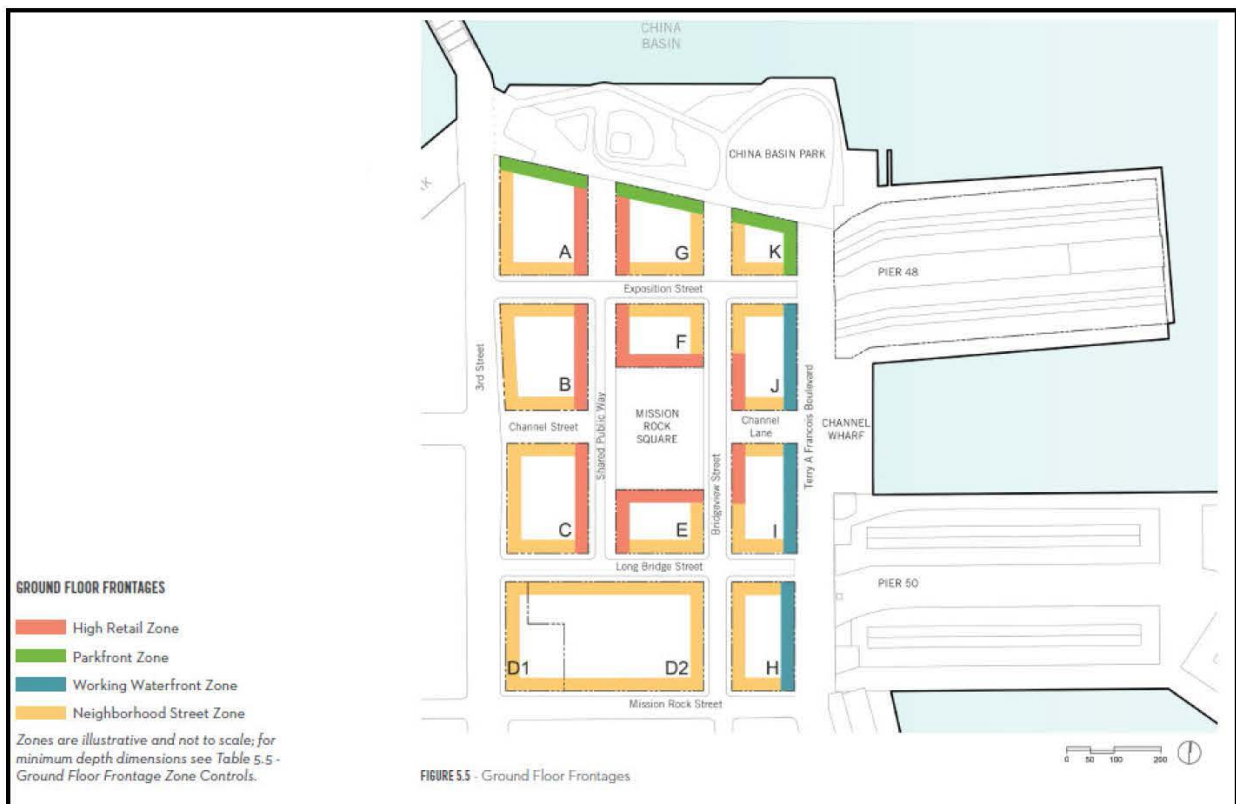 CHINA
BASIN
CHINA BASIN PARK
A
G
K
PIER 48
Exposition Street
3rd Street
B
Shared Public Way
F
MISSION
ROCK
SQUARE
J
Terry A Francois Boulevard
Channel Street
Channel
Lane
CHANNEL
WHARF
Bridgeview Street
C
E
I
Long Bridge Street
PIER 50
D1
D2
H
Mission Rock Street
GROUND FLOOR FRONTAGES
High Retail Zone
Parkfront Zone
Working Waterfront Zone
Neighborhood Street Zone
Zones are illustrative and not to scale; for
minimum depth dimensions see Table 5.5 -
Ground Floor Frontage Zone Controls.
FIGURE 5.5 - Ground Floor Frontages
0 50 100 200